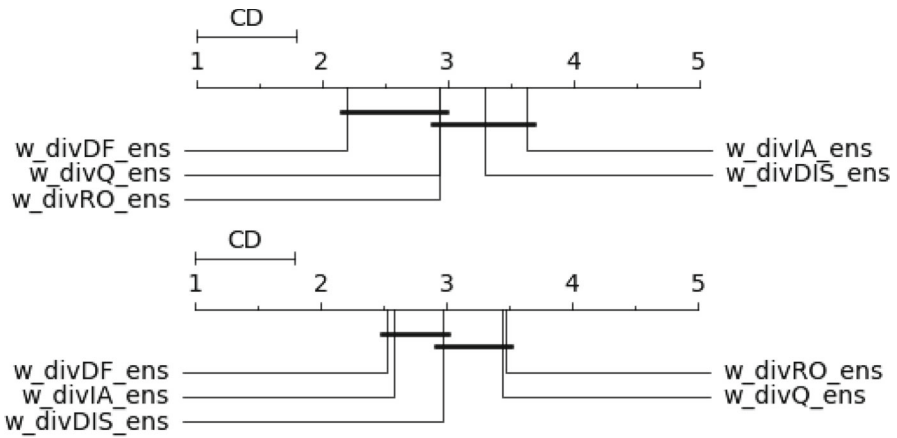 CD
1 2 3 4 5
w_divDF_ens w_divIA_ens
w_divQ_ens w_divDIS_ens
w_divRO_ens
CD
1 2 3 4 5
w_divDF_ens w_divRO_ens
w_divIA_ens w_divQ_ens
w_divDIS_ens